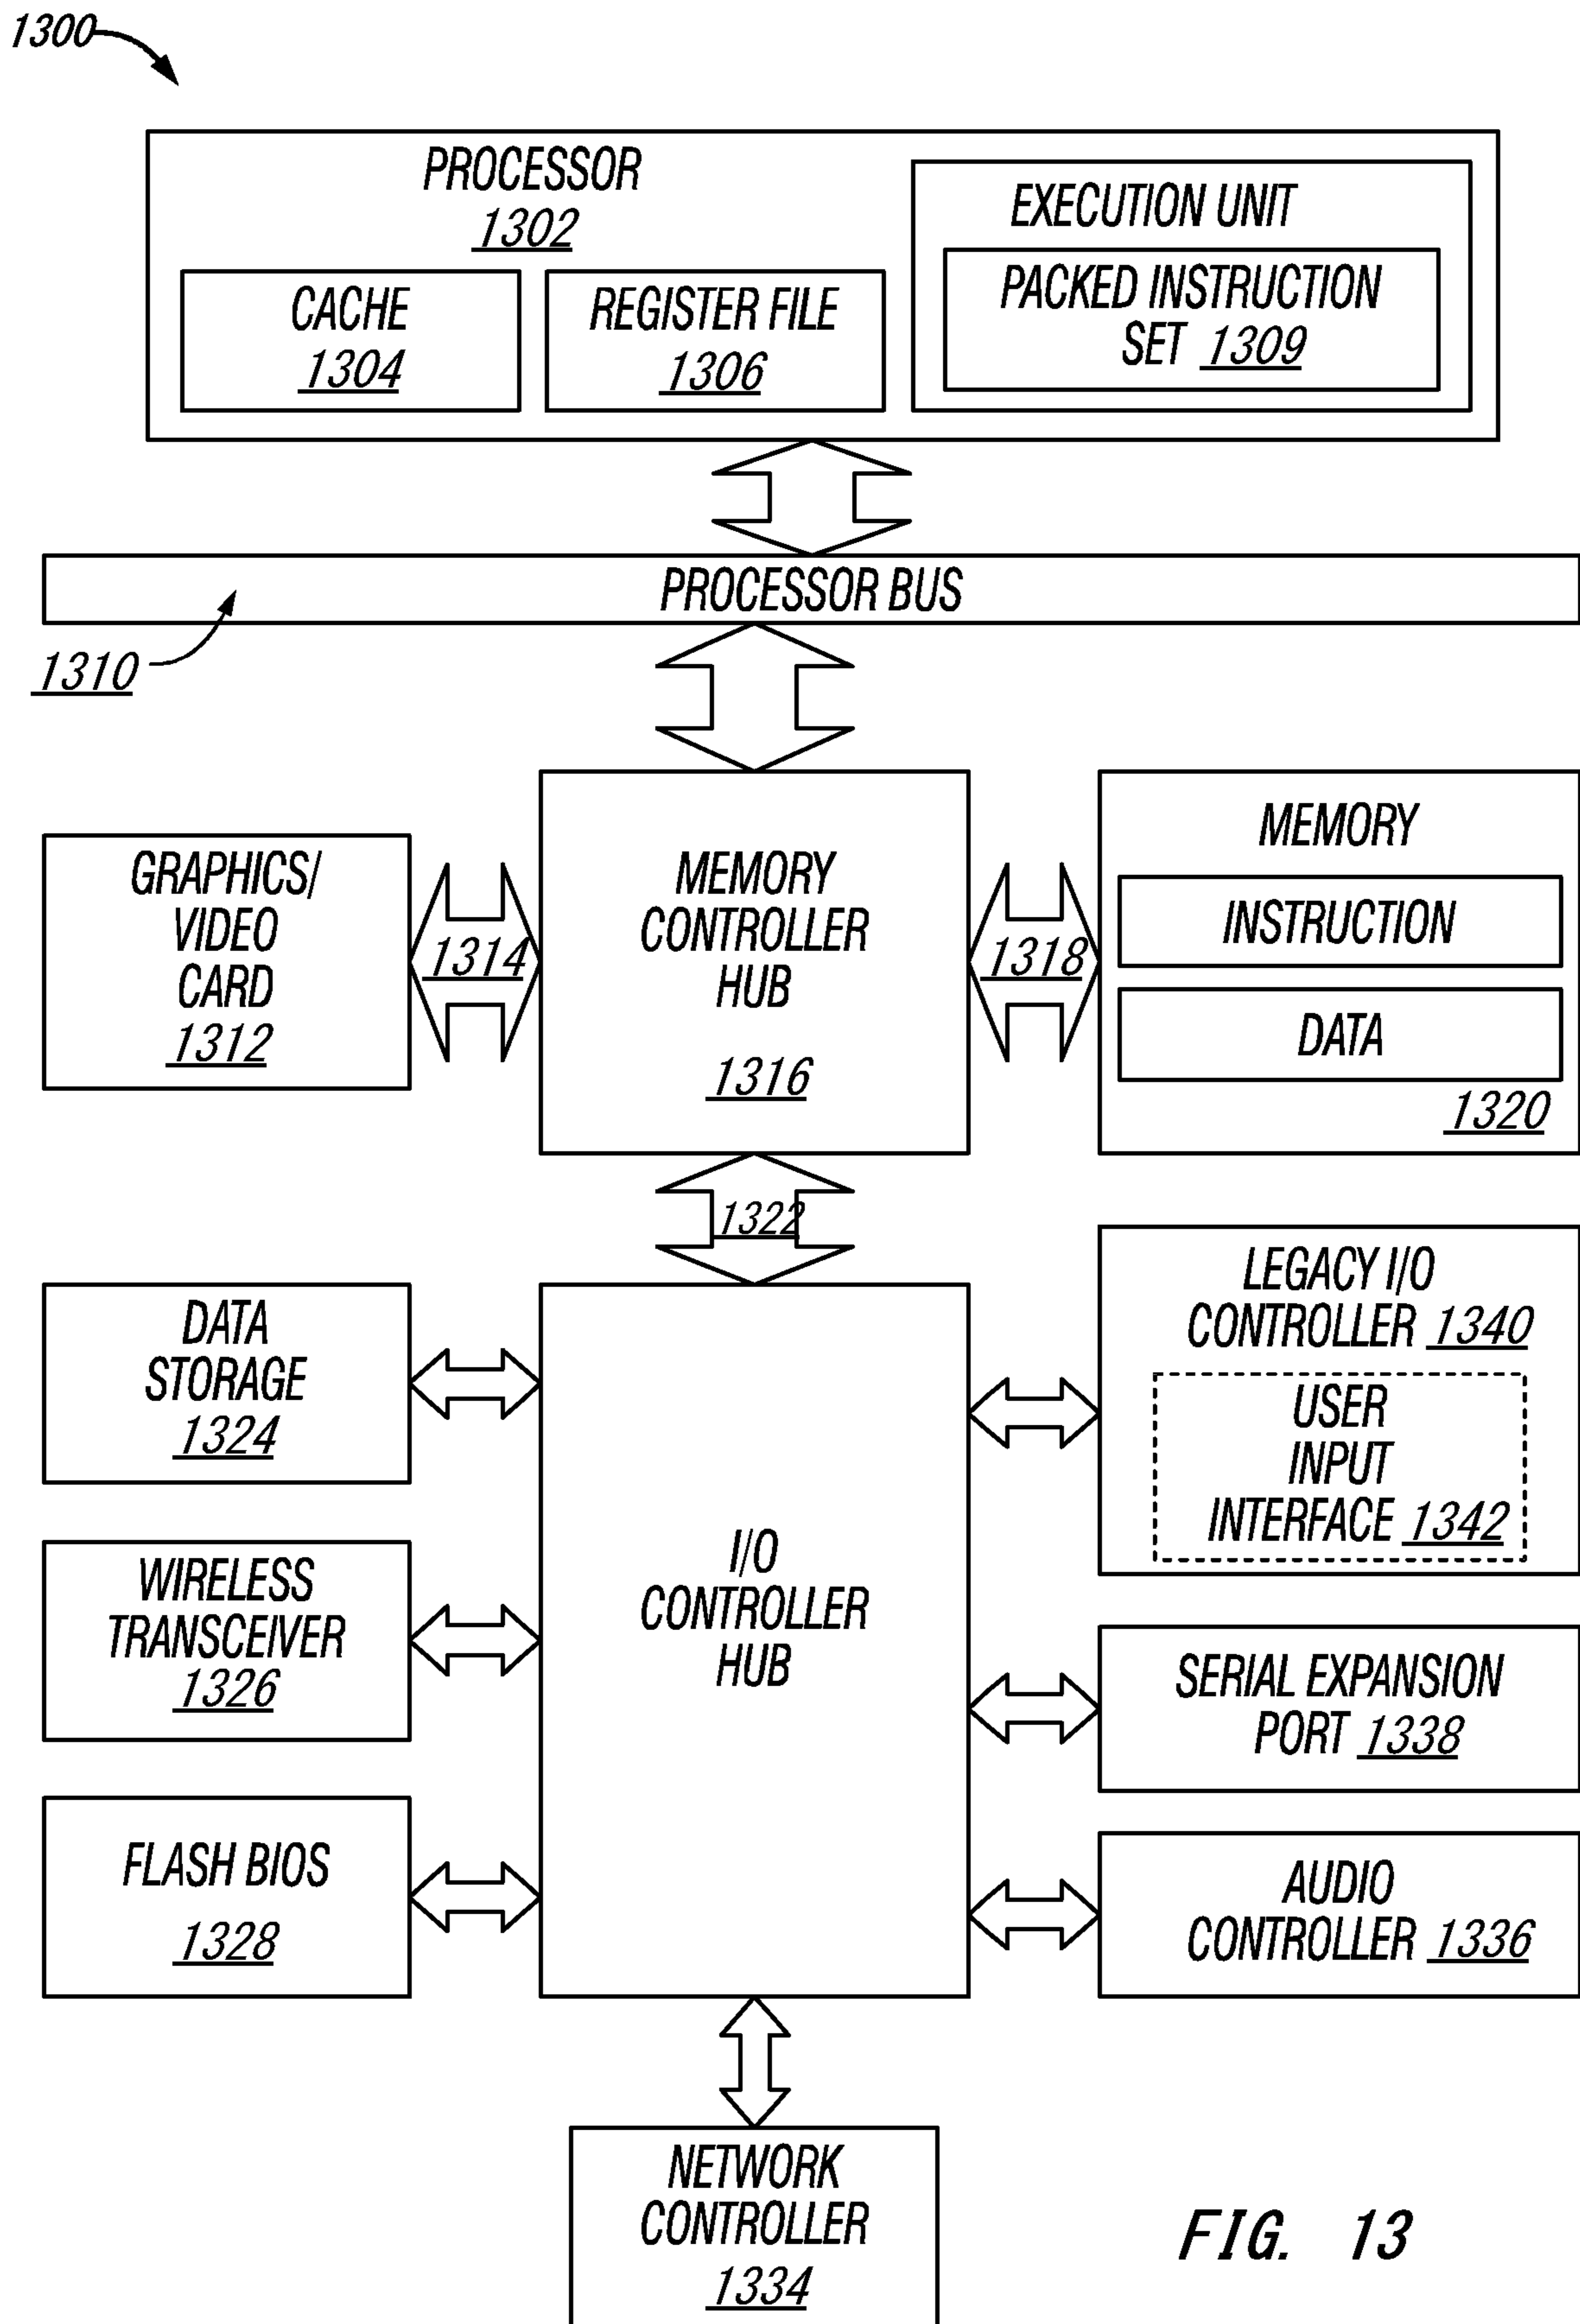 1300
PROCESSOR
1302
CACHE
1304
REGISTER FILE
1306
EXECUTION UNIT
PACKED INSTRUCTION
SET 1309
PROCESSOR BUS
1310
GRAPHICS/
VIDEO
CARD
1312
1314
MEMORY
CONTROLLER
HUB
1316
1318
MEMORY
INSTRUCTION
DATA
1320
1322
DATA
STORAGE
1324
WIRELESS
TRANSCEIVER
1326
FLASH BIOS
1328
I/O
CONTROLLER
HUB
LEGACY I/O
CONTROLLER 1340
USER
INPUT
INTERFACE 1342
SERIAL EXPANSION
PORT 1338
AUDIO
CONTROLLER 1336
NETWORK
CONTROLLER
1334
FIG. 13